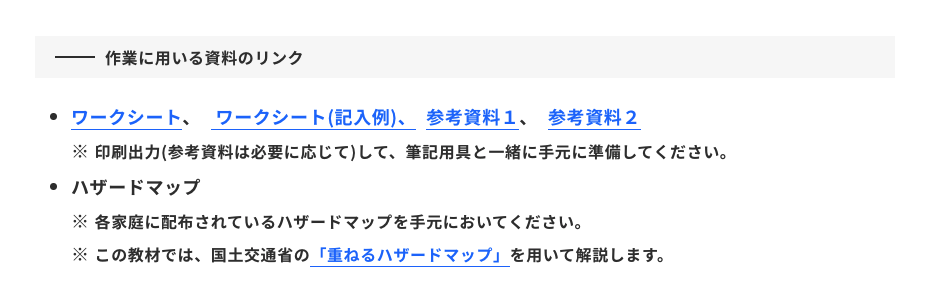 作業に用いる資料のリンク
ワークシート、 ワークシート(記入例)、 参考資料１、 参考資料２
※ 印刷出力(参考資料は必要に応じて)して、筆記用具と一緒に手元に準備してください。
ハザードマップ
※ 各家庭に配布されているハザードマップを手元においてください。
※ この教材では、国土交通省の「重ねるハザードマップ」を用いて解説します。